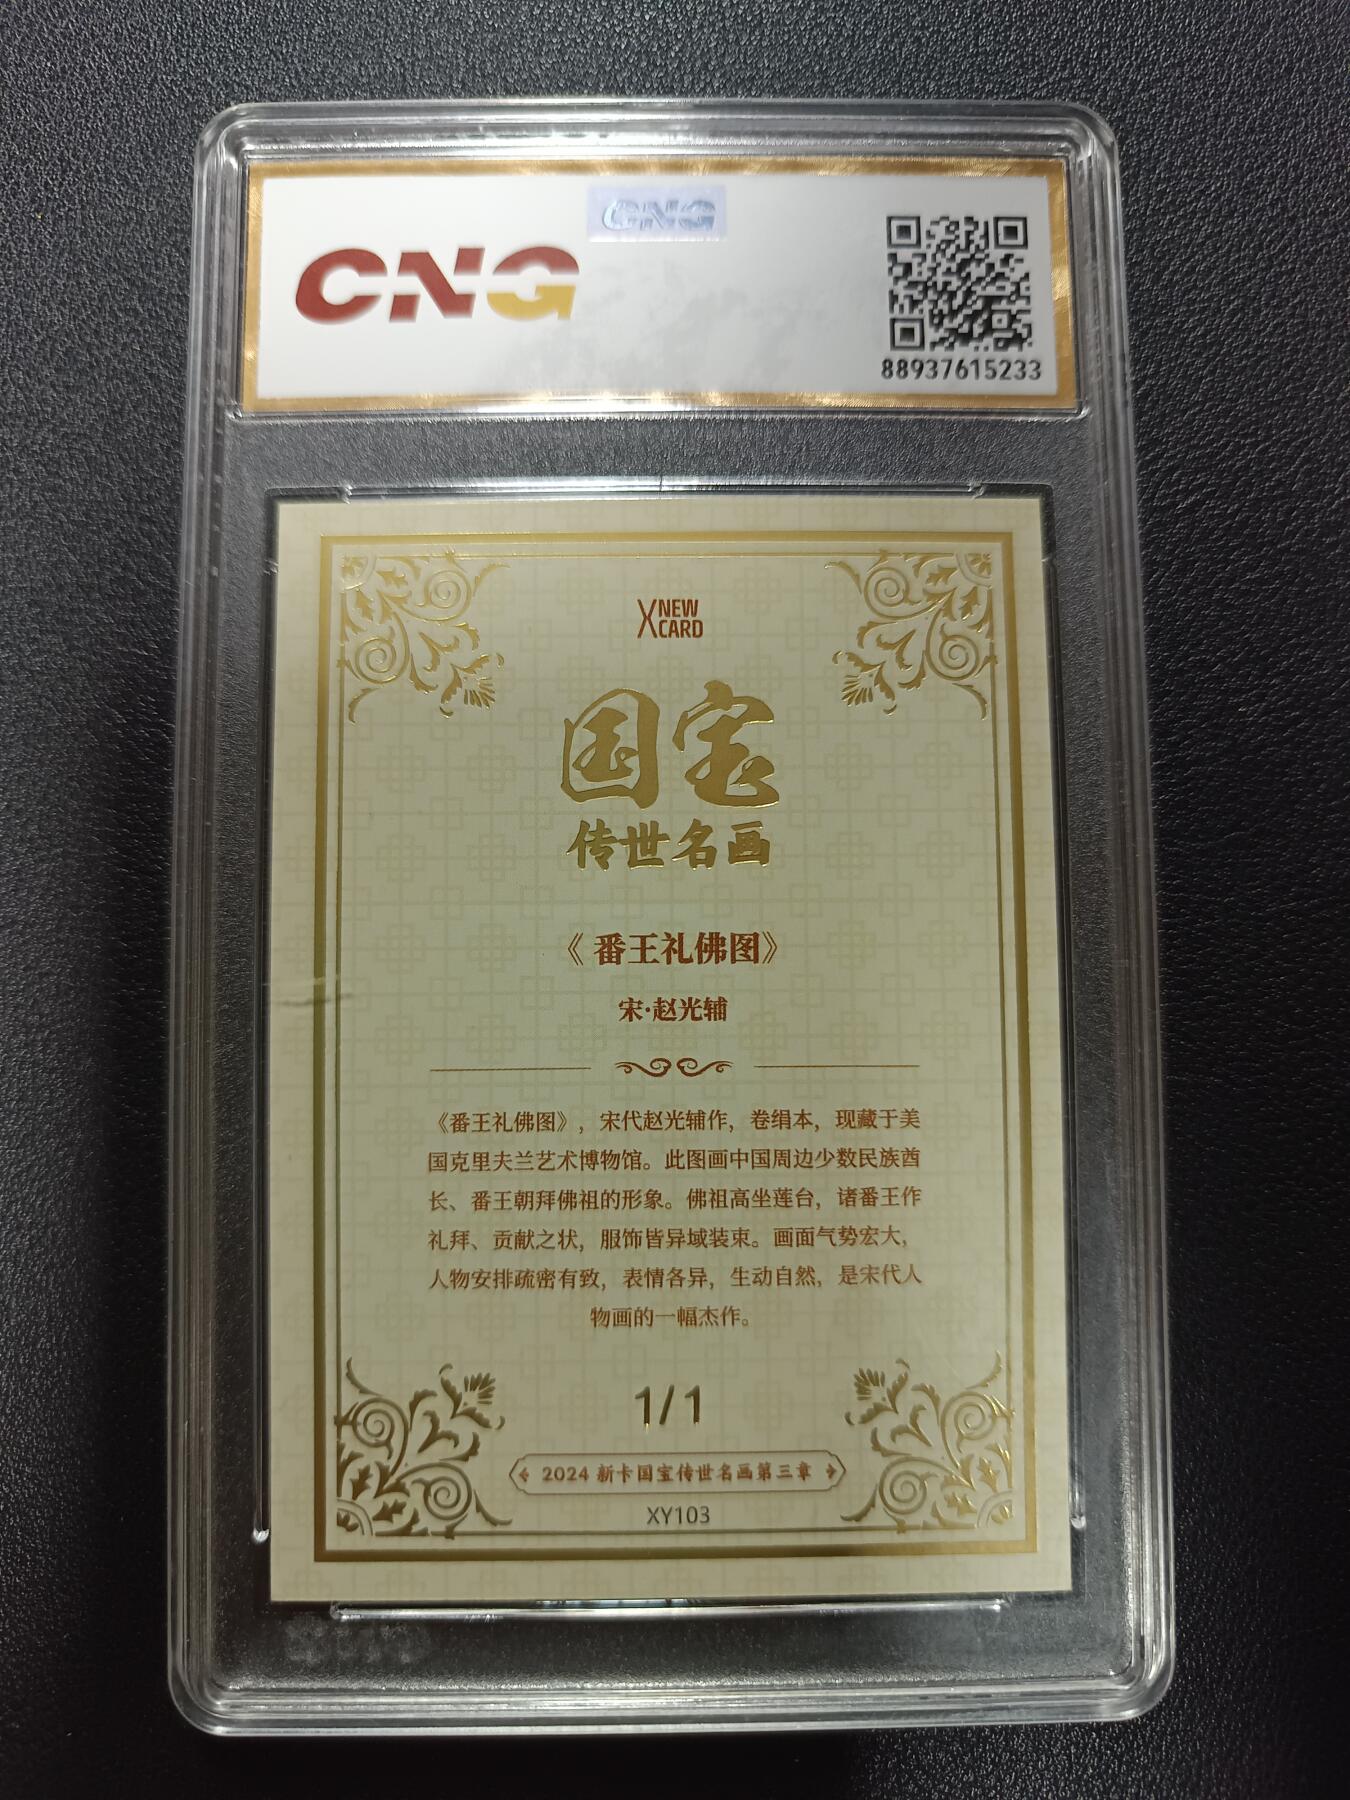 CNG
CNG
88937615233
X NEW
CARD
国宝
传世名画
《番王礼佛图》
宋·赵光辅
《番王礼佛图》,宋代赵光辅作,卷绢本,现藏于美
国克里夫兰艺术博物馆。此图画中国周边少数民族酋
长、番王朝拜佛祖的形象。佛祖高坐莲台,诸番王作
礼拜、贡献之状,服饰皆异域装束。画面气势宏大,
人物安排疏密有致,表情各异,生动自然,是宋代人
物画的一幅杰作。
1/1
2024 新卡国宝传世名画第三章
XY103